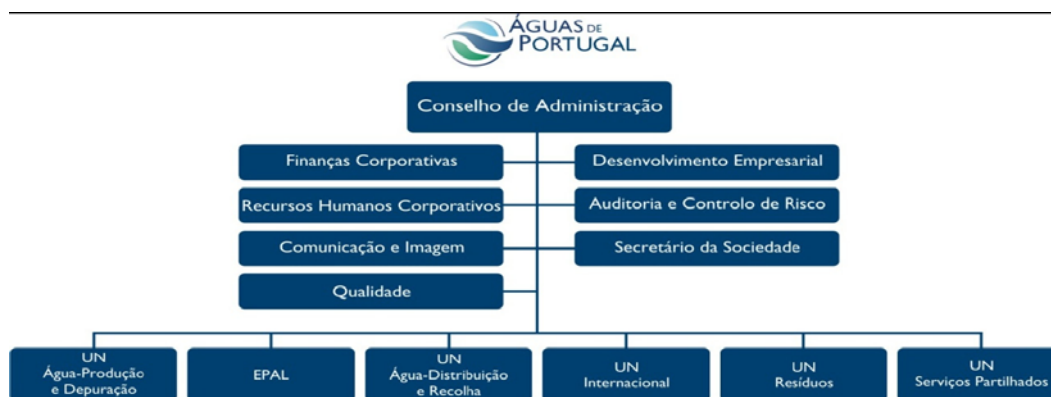 ÁGUAS DE
PORTUGAL
Conselho de Administração
Finanças Corporativas
Desenvolvimento Empresarial
Recursos Humanos Corporativos
Auditoria e Controlo de Risco
Comunicação e Imagem
Secretário da Sociedade
Qualidade
UN
Água-Produção
e Depuração
EPAL
UN
Água-Distribuição
e Recolha
UN
Internacional
UN
Resíduos
UN
Serviços Partilhados